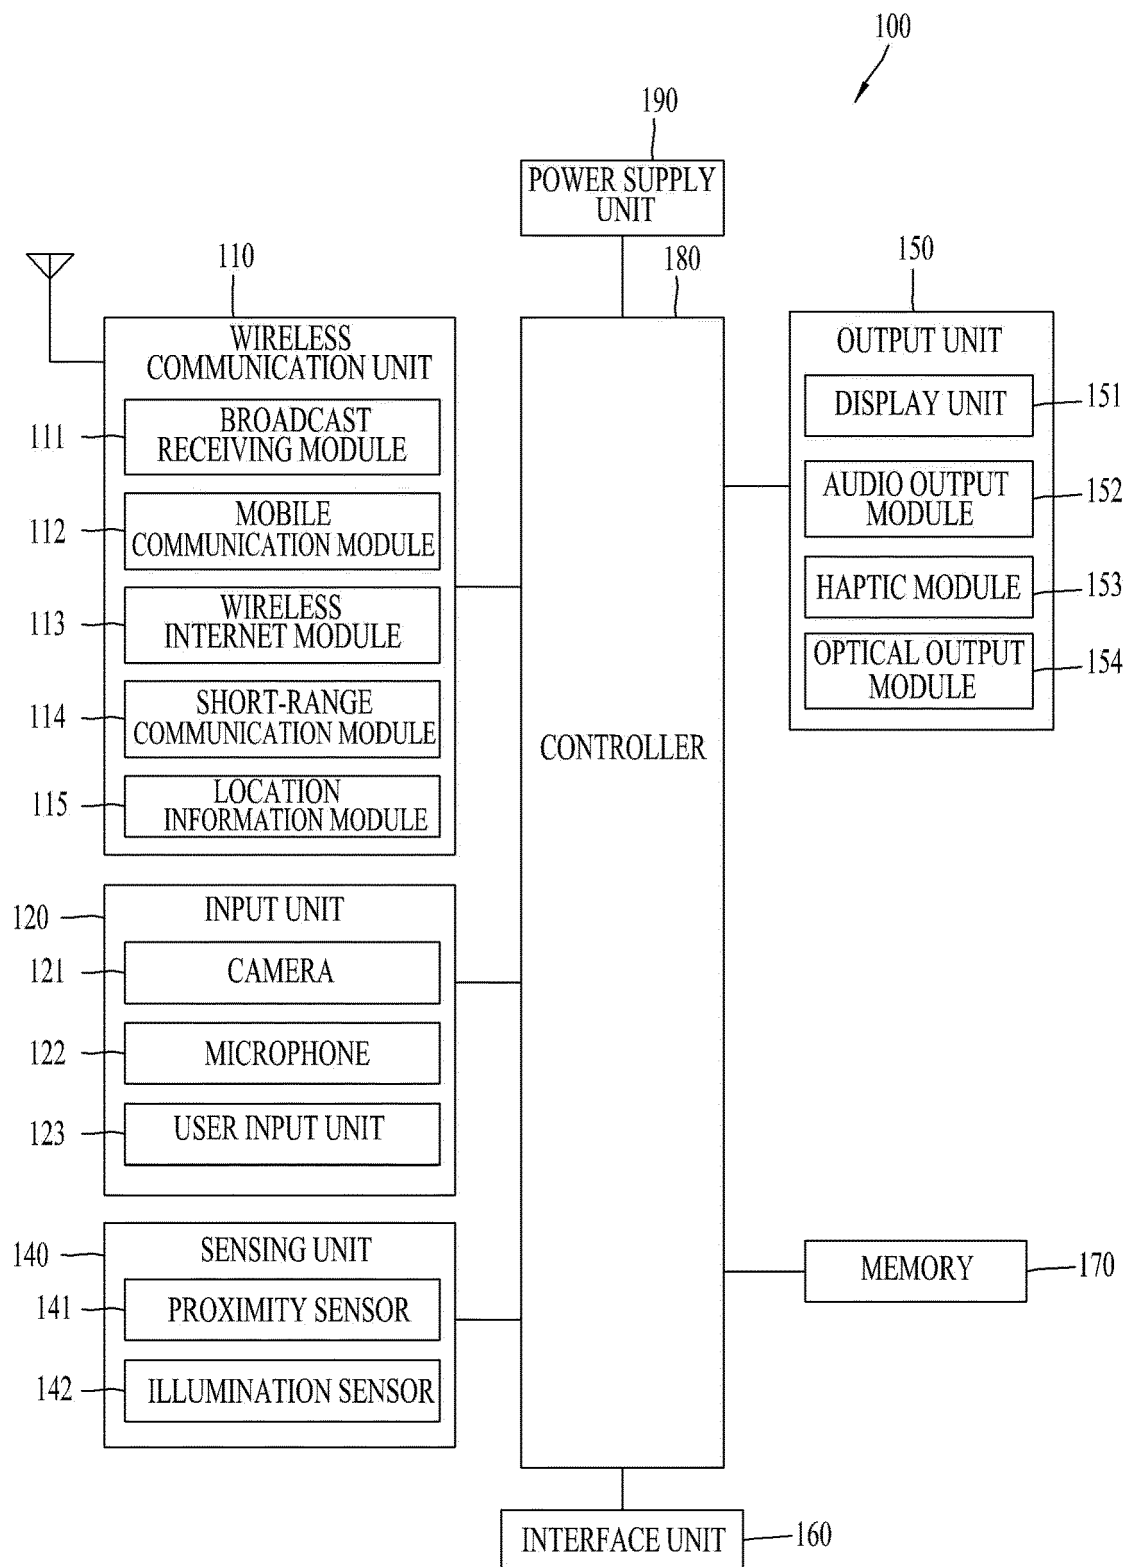 100
190
POWER SUPPLY
UNIT
110
180
150
WIRELESS
COMMUNICATION UNIT
111
BROADCAST
RECEIVING MODULE
112
MOBILE
COMMUNICATION MODULE
113
WIRELESS
INTERNET MODULE
114
SHORT-RANGE
COMMUNICATION MODULE
115
LOCATION
INFORMATION MODULE
120
INPUT UNIT
121
CAMERA
122
MICROPHONE
123
USER INPUT UNIT
140
SENSING UNIT
141
PROXIMITY SENSOR
142
ILLUMINATION SENSOR
CONTROLLER
OUTPUT UNIT
DISPLAY UNIT
151
AUDIO OUTPUT
MODULE
152
HAPTIC MODULE
153
OPTICAL OUTPUT
MODULE
154
MEMORY
170
INTERFACE UNIT
160